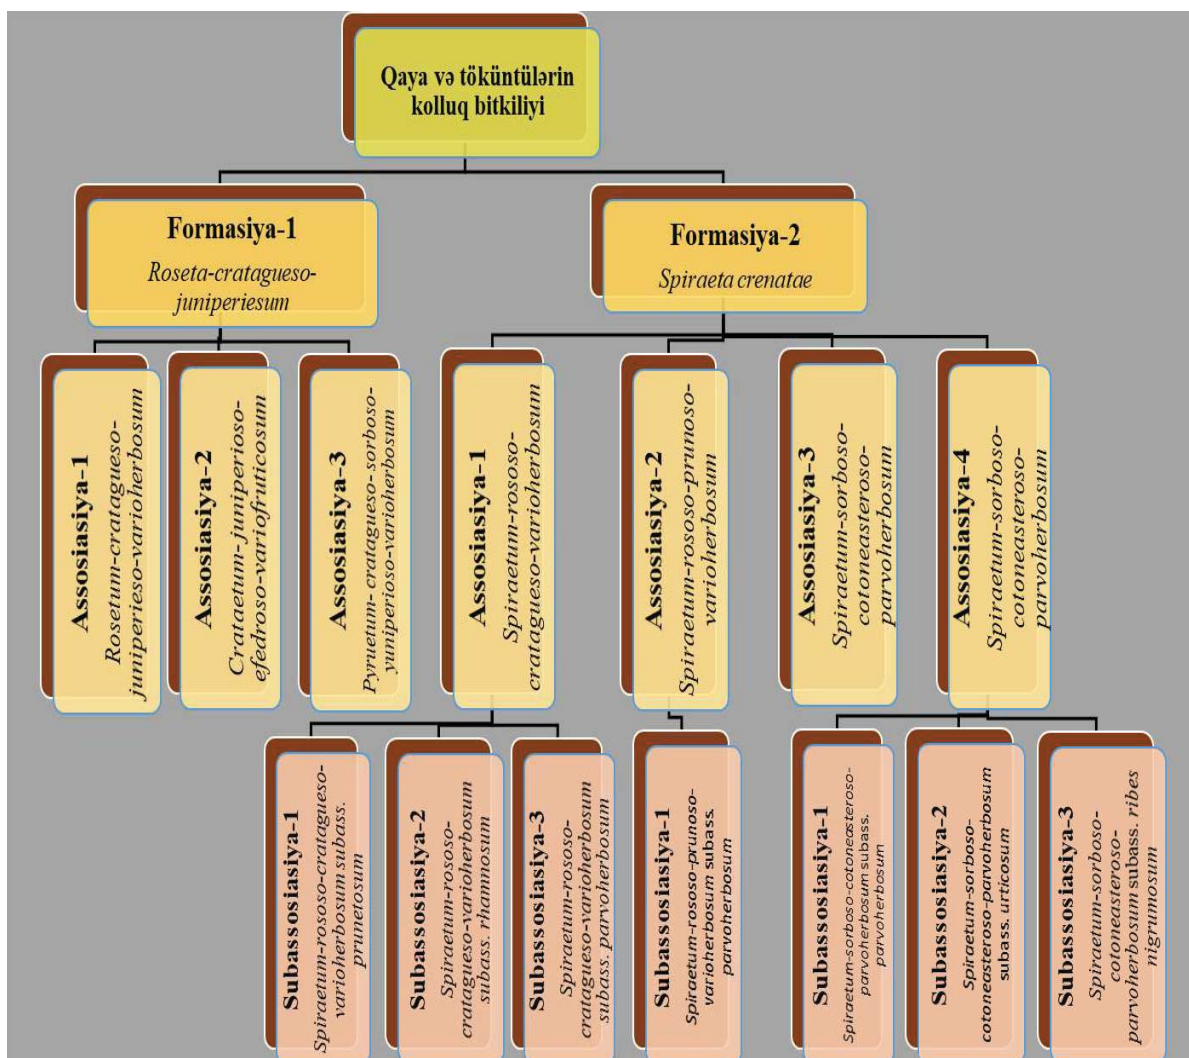 Qaya və töküntülərin
kolluq bitkiliyi
Formasiya-1
Roseta-cratagueso-
juniperiesum
Formasiya-2
Spiraeta crenatae
Assosiasiya-1
Rosetum-cratagueso-
juniperieso-varioherbosum
Assosiasiya-2
Crataetum- juniperioso-
efedroso-variofruticosum
Assosiasiya-3
Pyruetum- cratagueso- sorboso-
yuniperioso-varioherbosum
Assosiasiya-1
Spiraetum-rososo-
cratagueso-varioherbosum
Assosiasiya-2
Spiraetum-rososo-prunoso-
varioherbosum
Assosiasiya-3
Spiraetum-sorboso-
cotoneasteroso-
parvoherbosum
Assosiasiya-4
Spiraetum-sorboso-
cotoneasteroso-
parvoherbosum
Subassosiasiya-1
Spiraetum-rososo-cratagueso-
varioherbosum subass.
prunetosum
Subassosiasiya-2
Spiraetum-rososo-
cratagueso-varioherbosum
subass. rhamnosum
Subassosiasiya-3
Spiraetum-rososo-
cratagueso-varioherbosum
subass. parvoherbosum
Subassosiasiya-1
Spiraetum-rososo-prunoso-
varioherbosum subass.
parvoherbosum
Subassosiasiya-1
Spiraetum-sorboso-cotoneasteroso-
parvoherbosum subass.
parvoherbosum
Subassosiasiya-2
Spiraetum-sorboso-
cotoneasteroso-parvoherbosum
subass. urticosum
Subassosiasiya-3
Spiraetum-sorboso-
cotoneasteroso-
parvoherbosum subass. ribes
nigrumosum